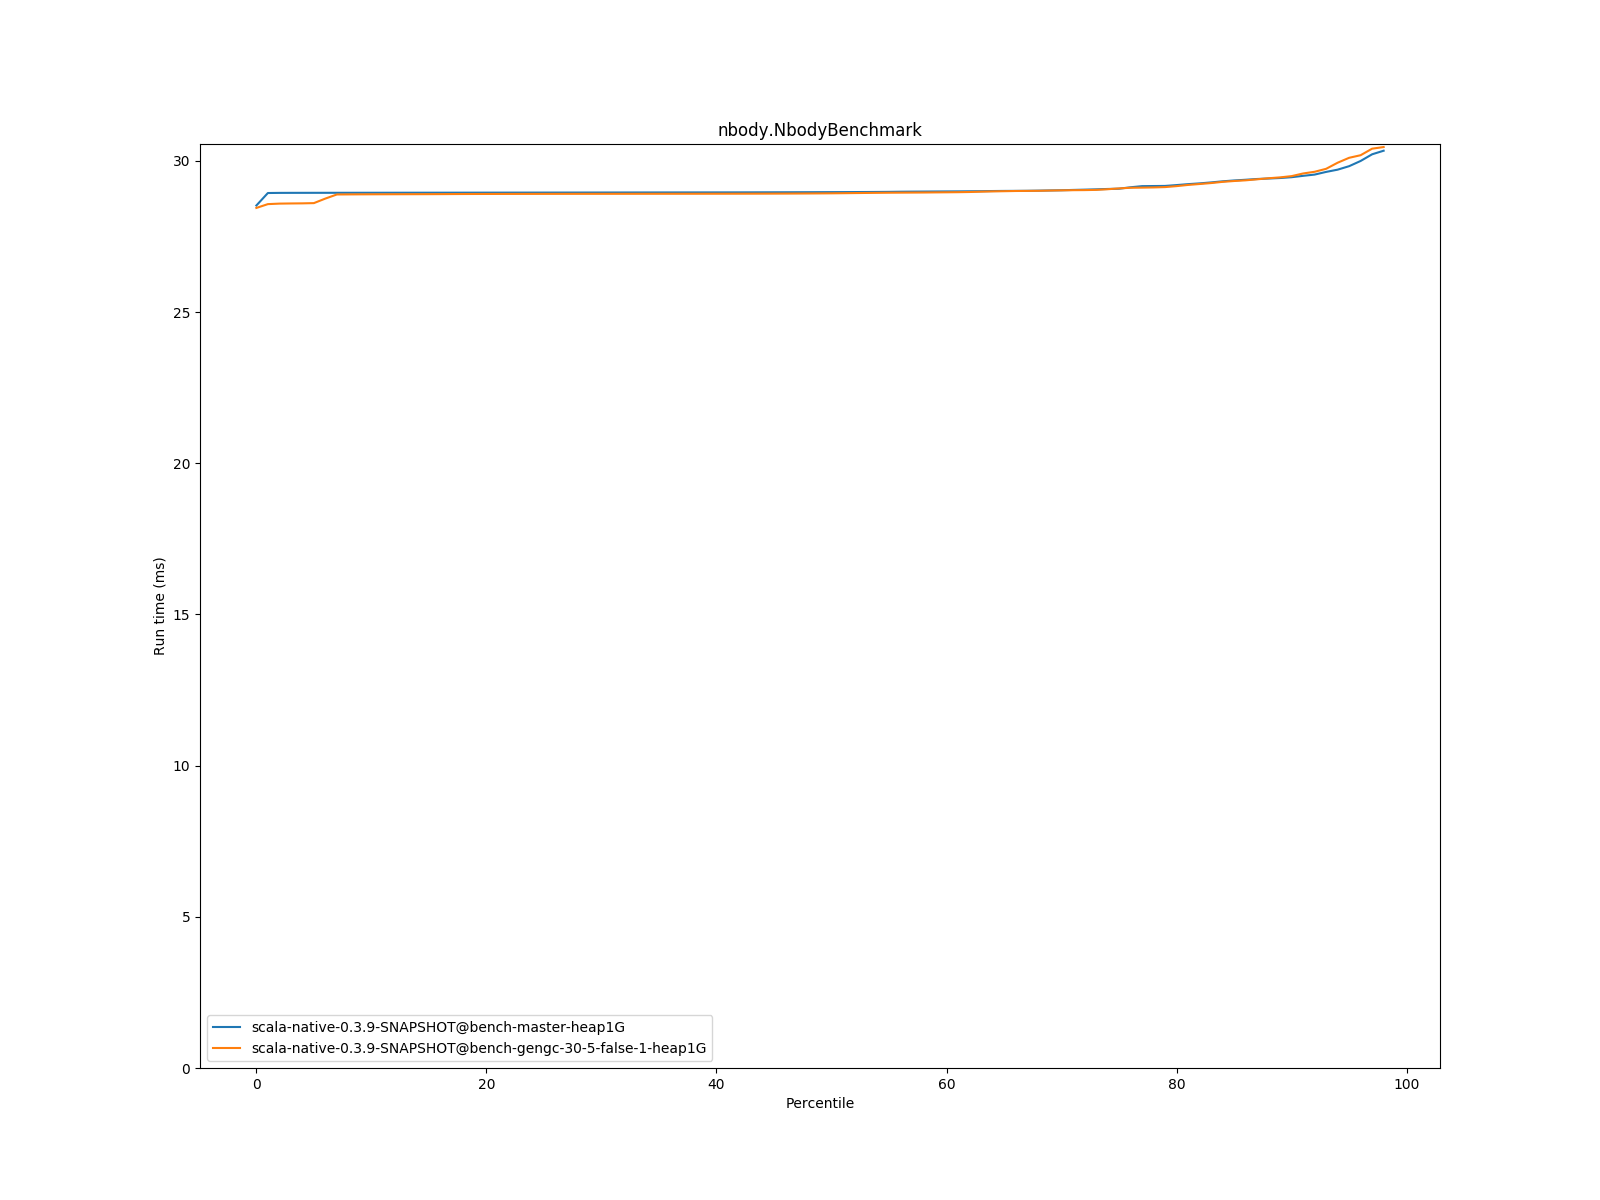 nbody.NbodyBenchmark
30
25
20
15
10
5
0
Run time (ms)
scala-native-0.3.9-SNAPSHOT@bench-master-heap1G
scala-native-0.3.9-SNAPSHOT@bench-gengc-30-5-false-1-heap1G
0 20 40 60 80 100
Percentile